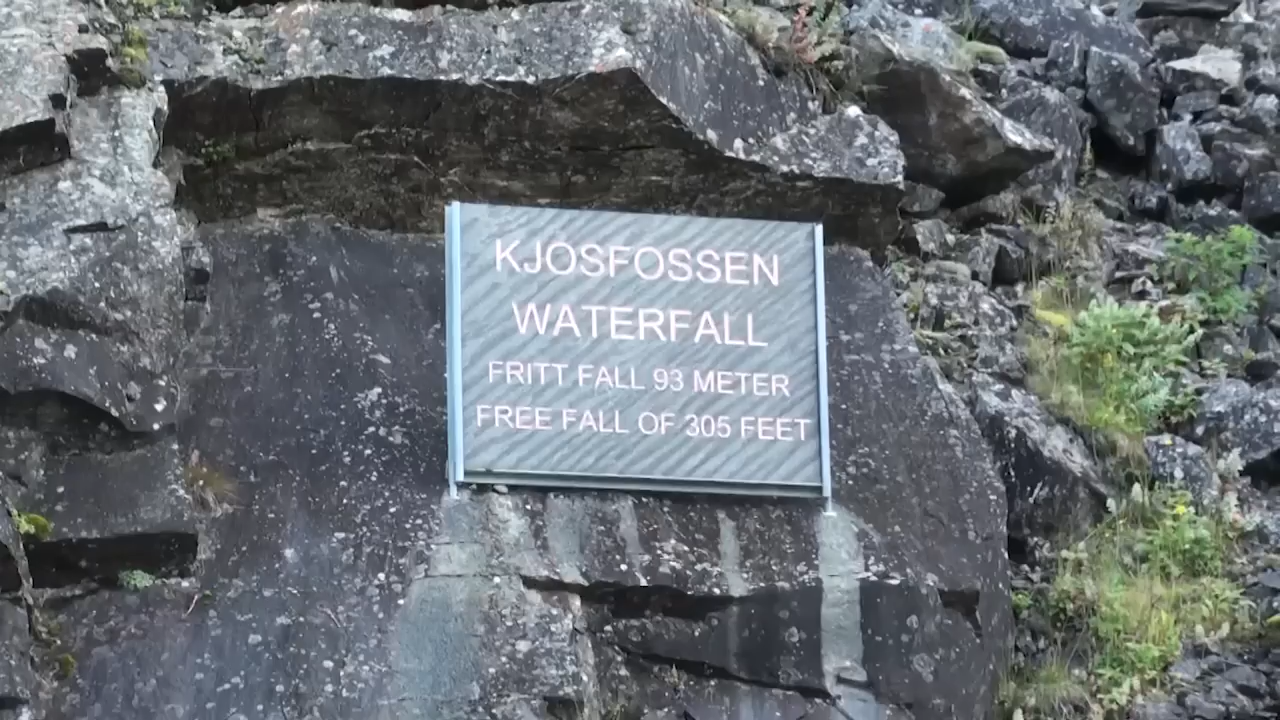 KJOSFOSSEN
WATERFALL
FRITT FALL 93 METER
FREE FALL OF 305 FEET